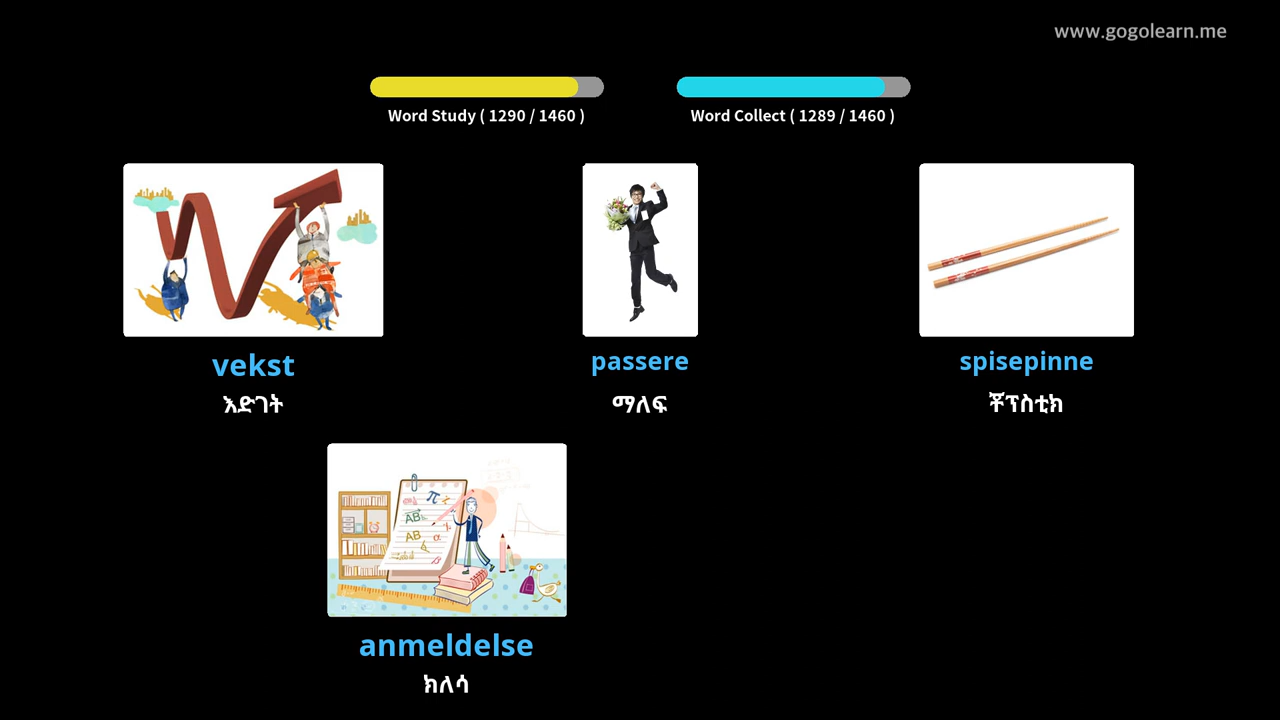 www.gogolearn.me
Word Study ( 1290 / 1460 )
Word Collect ( 1289 / 1460 )
vekst
passere
spisepinne
እድገት
ማለፍ
ቾፕስቲክ
anmeldelse
ክለሳ